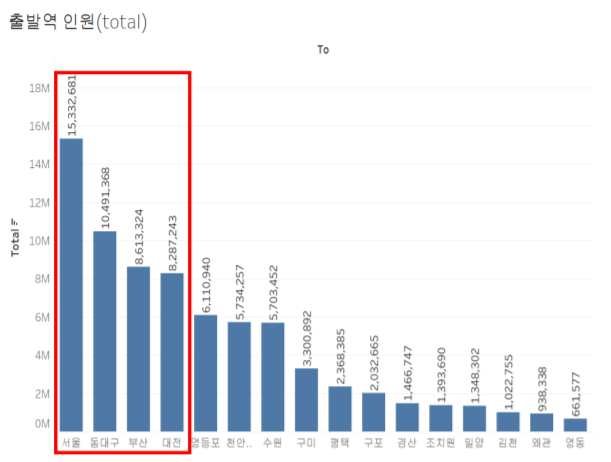 출발역 인원(total)
To
18M
16M
14M
12M
10M
8M
6M
4M
2M
0M
Total
15,332,681
10,491,368
8,613,324
8,287,243
6,110,940
5,734,257
5,703,452
3,300,892
2,368,385
2,032,665
1,466,747
1,393,690
1,348,302
1,022,755
938,338
661,577
서울 동대구 부산 대전 영등포 천안.. 수원 구미 평택 구포 경산 조치원 밀양 김천 왜관 영동